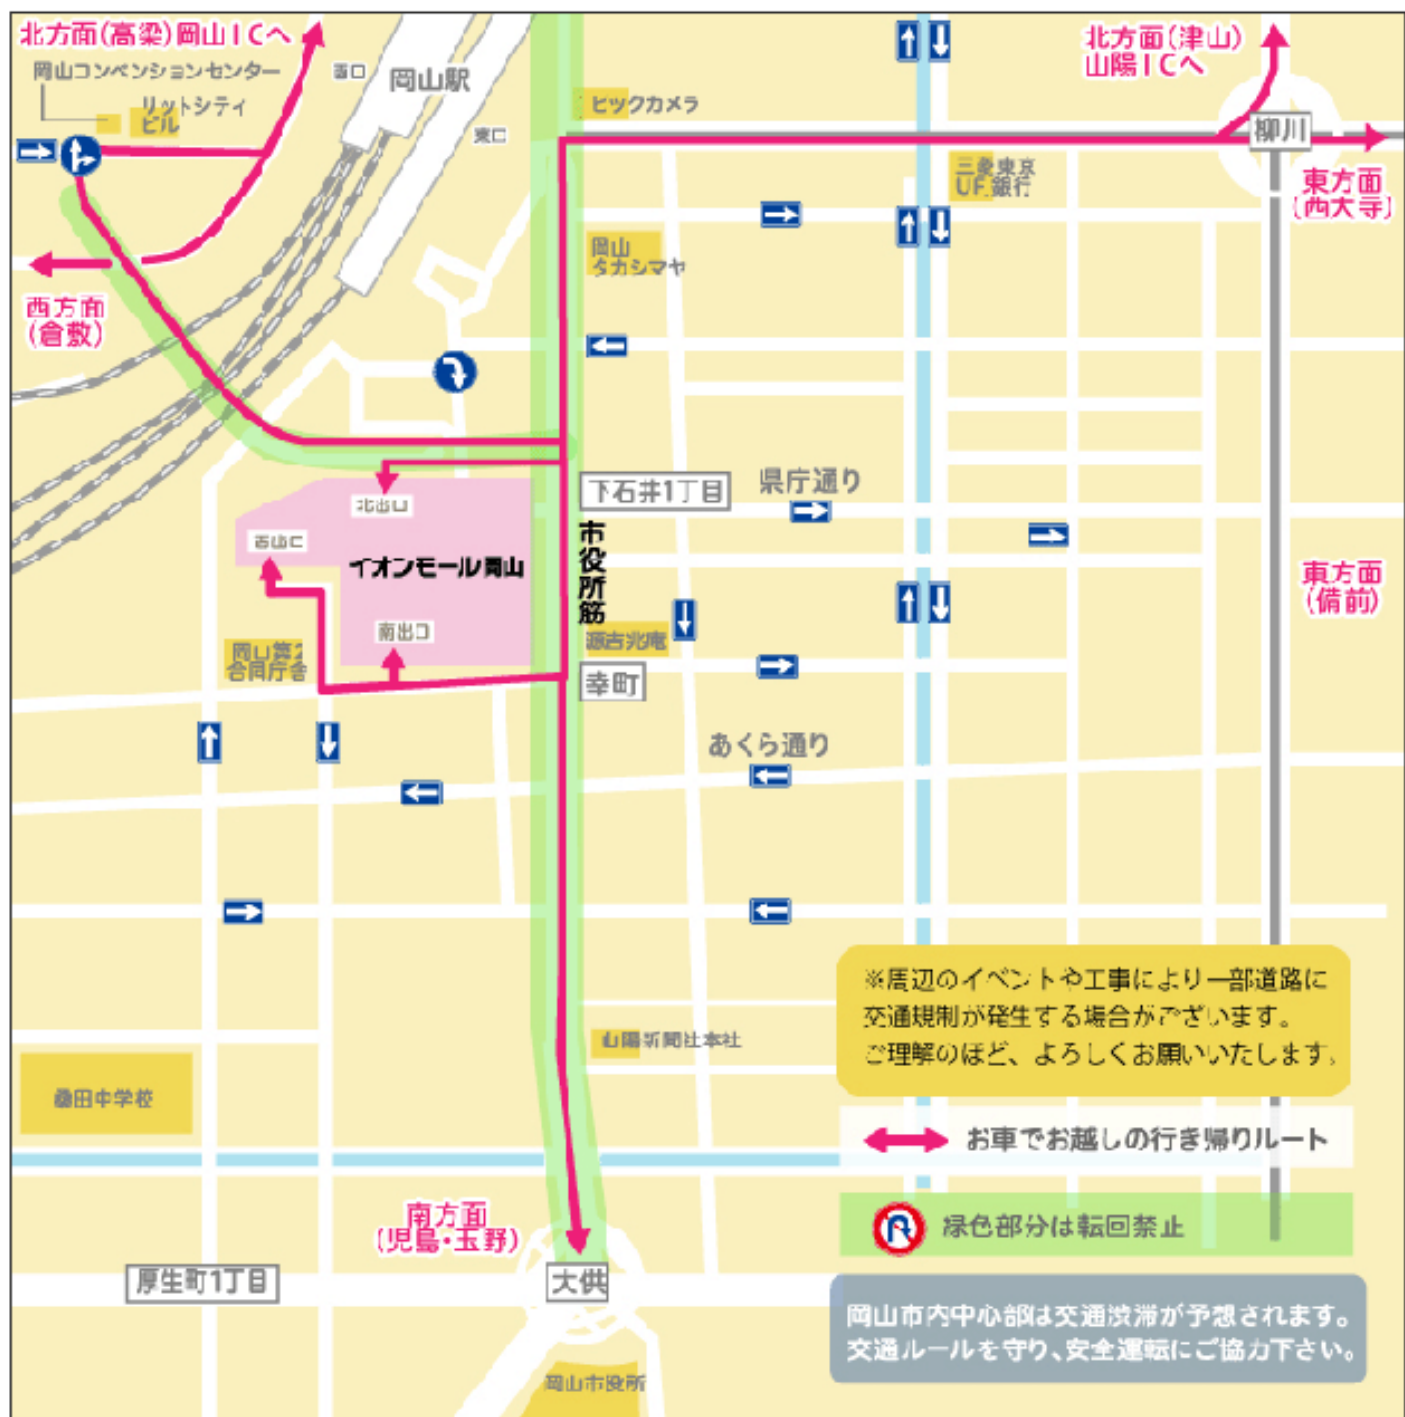 北方面(高梁)岡山ICへ
岡山コンベンションセンター
リットシティ
ビル
西口
岡山駅
東口
ビックカメラ
北方面(津山)
山陽ICへ
柳川
東方面
(西大寺)
三菱東京
UFJ銀行
岡山
タカシマヤ
西方面
(倉敷)
下石井1丁目
県庁通り
北出口
西出口
イオンモール岡山
市役所筋
南出口
源吉兆庵
岡山第2
合同庁舎
幸町
東方面
(備前)
あくら通り
※周辺のイベントや工事により一部道路に
交通規制が発生する場合がございます。
ご理解のほど、よろしくお願いいたします。
山陽新聞社本社
桑田中学校
お車でお越しの行き帰りルート
南方面
(児島・玉野)
緑色部分は転回禁止
厚生町1丁目
大供
岡山市内中心部は交通渋滞が予想されます。
交通ルールを守り、安全運転にご協力下さい。
岡山市役所